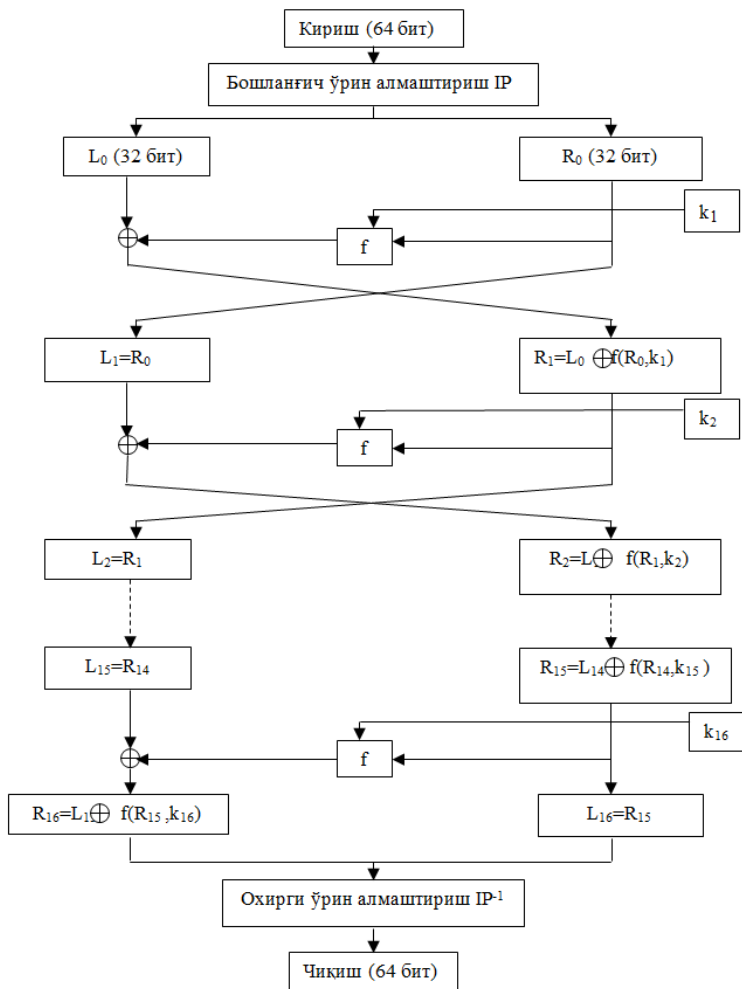 Кириш (64 бит)
Бошланғич ўрин алмаштириш IP
L₀ (32 бит)
R₀ (32 бит)
k₁
f
L₁=R₀
R₁=L₀ ⊕f(R₀,k₁)
k₂
f
L₂=R₁
R₂=L⊕ f(R₁,k₂)
L₁₅=R₁₄
R₁₅=L₁₄⊕ f(R₁₄,k₁₅ )
k₁₆
f
R₁₆=L₁⊕ f(R₁₅ ,k₁₆)
L₁₆=R₁₅
Охирги ўрин алмаштириш IP⁻¹
Чиқиш (64 бит)